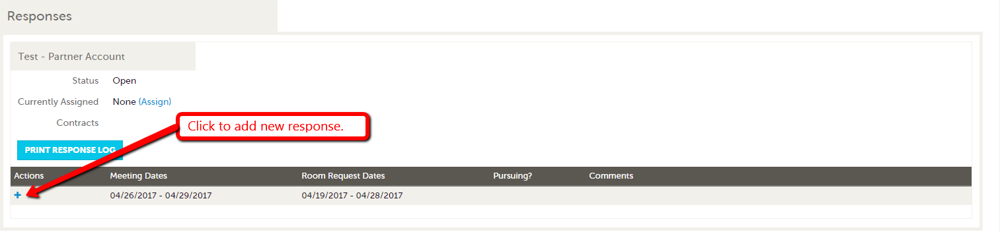 Responses
Test - Partner Account
Status Open
Currently Assigned None (Assign)
Contracts
Click to add new response.
PRINT RESPONSE LOG
Actions Meeting Dates Room Request Dates Pursuing? Comments
+ 04/26/2017 - 04/29/2017 04/19/2017 - 04/28/2017